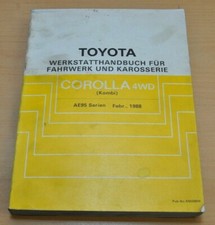 TOYOTA
WERKSTATTHANDBUCH FÜR
FAHRWERK UND KAROSSERIE
COROLLA 4WD
(Kombi)
AE95 Serien Febr., 1988